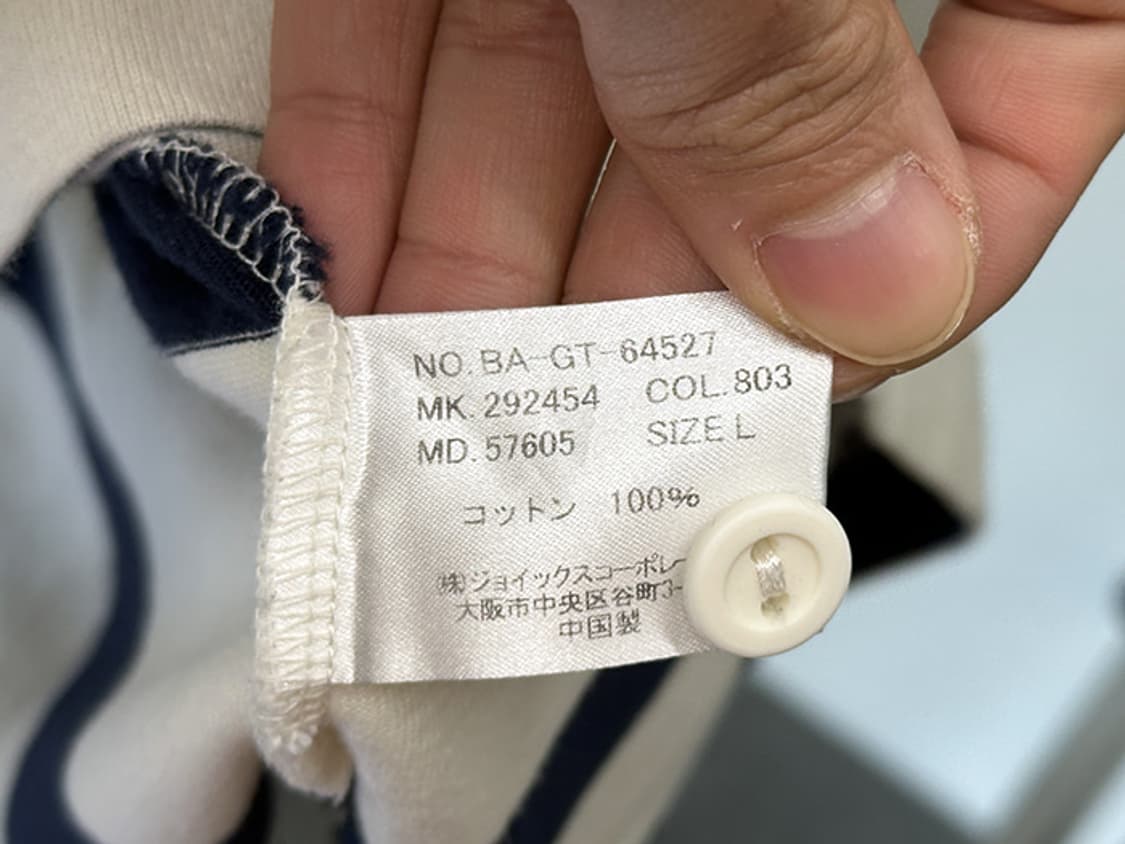 NO. BA-GT-64527
MK. 292454 COL. 803
MD. 57605 SIZE L
コットン 100%
㈱ジョイックスコーポレー
大阪市中央区谷町3-
中国製